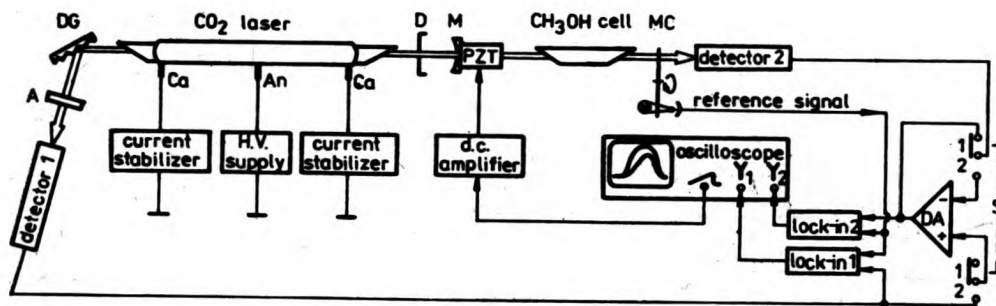 DG
CO₂ laser
D
M
CH₃OH cell
MC
PZT
detector 2
A
Ca
An
Ca
reference signal
detector 1
current
stabilizer
H.V.
supply
current
stabilizer
d.c.
amplifier
oscilloscope
Y₁
Y₂
1
2
DA
-
+
lock-in2
lock-in1
1
2